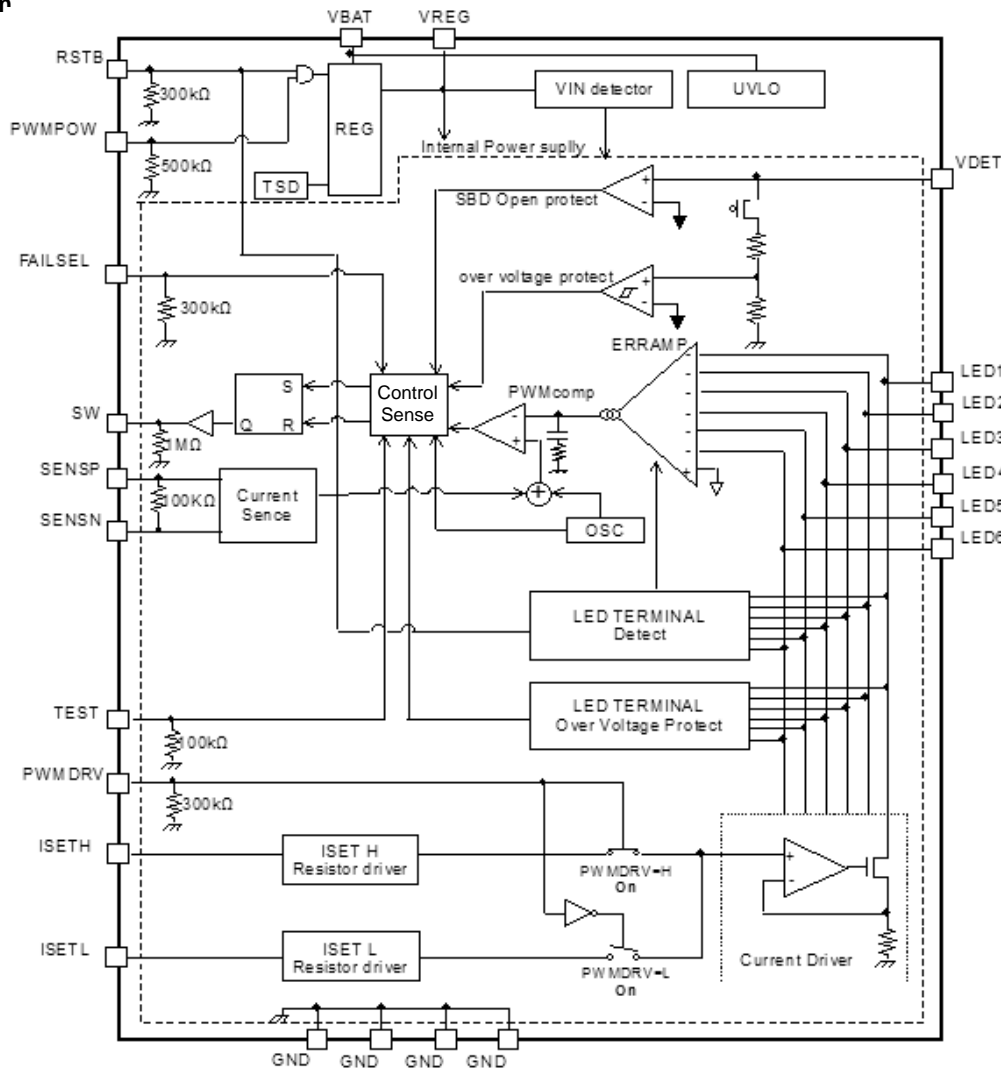 n
VBAT
VREG
RSTB
300kΩ
PWMPOW
500kΩ
REG
TSD
VIN detector
UVLO
Internal Power suplly
VDET
SBD Open protect
+
-
FAILSEL
300kΩ
over voltage protect
+
-
ERRAMP
-
-
-
-
-
-
+
LED1
LED2
LED3
LED4
LED5
LED6
S
Q
R
Control
Sense
PWMcomp
+
SW
1MΩ
SENSP
100KΩ
SENSN
Current
Sence
+
OSC
LED TERMINAL
Detect
LED TERMINAL
Over Voltage Protect
TEST
100kΩ
PWMDRV
300kΩ
ISETH
ISET H
Resistor driver
PWMDRV=H
On
+
-
ISETL
ISET L
Resistor driver
PWMDRV=L
On
Current Driver
GND
GND
GND
GND